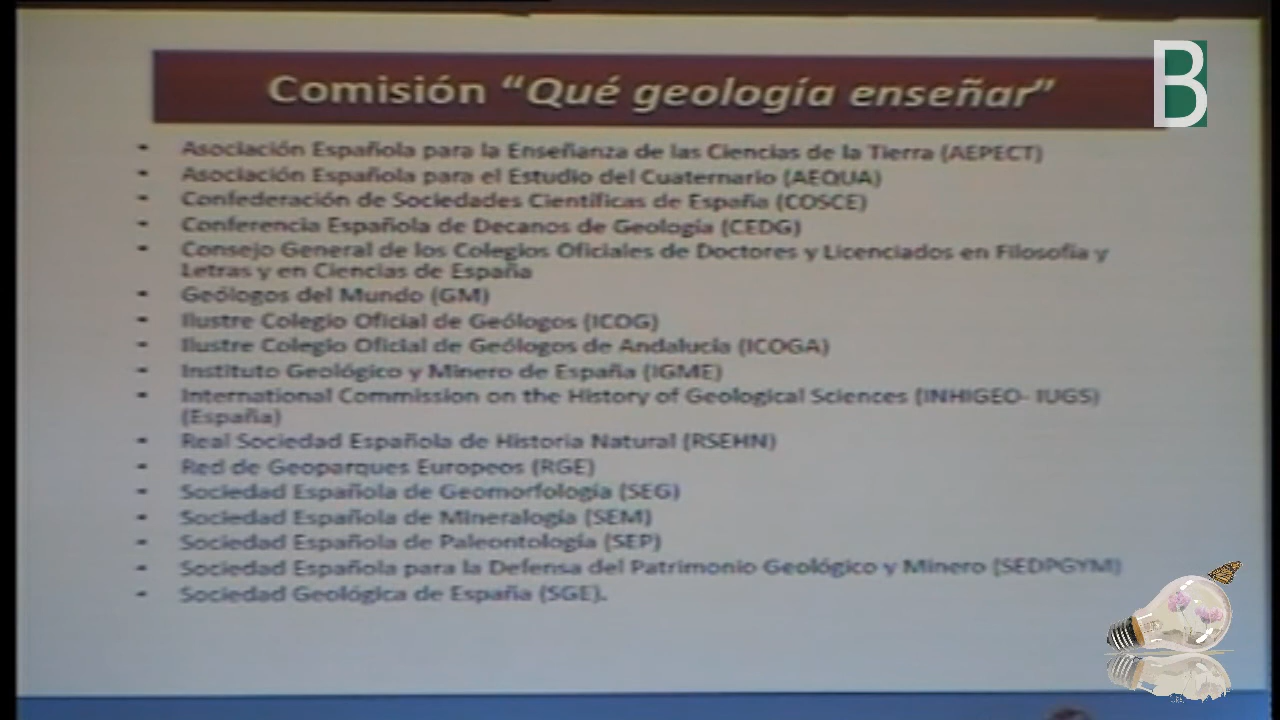 Comisión “Qué geología enseñar”
B
• Asociación Española para la Enseñanza de las Ciencias de la Tierra (AEPECT)
• Asociación Española para el Estudio del Cuaternario (AEQUA)
• Confederación de Sociedades Científicas de España (COSCE)
• Conferencia Española de Decanos de Geología (CEDG)
• Consejo General de los Colegios Oficiales de Doctores y Licenciados en Filosofía y
Letras y en Ciencias de España
• Geólogos del Mundo (GM)
• Ilustre Colegio Oficial de Geólogos (ICOG)
• Ilustre Colegio Oficial de Geólogos de Andalucía (ICOGA)
• Instituto Geológico y Minero de España (IGME)
• International Commission on the History of Geological Sciences (INHIGEO- IUGS)
(España)
• Real Sociedad Española de Historia Natural (RSEHN)
• Red de Geoparques Europeos (RGE)
• Sociedad Española de Geomorfología (SEG)
• Sociedad Española de Mineralogía (SEM)
• Sociedad Española de Paleontología (SEP)
• Sociedad Española para la Defensa del Patrimonio Geológico y Minero (SEDPGYM)
• Sociedad Geológica de España (SGE).